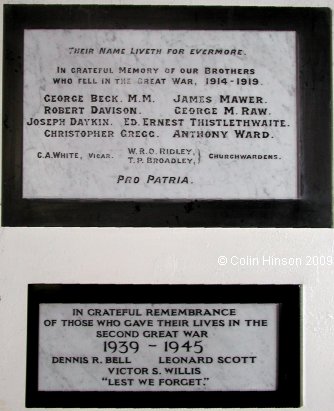 THEIR NAME LIVETH FOR EVERMORE.
IN GRATEFUL MEMORY OF OUR BROTHERS
WHO FELL IN THE GREAT WAR, 1914-1919.
GEORGE BECK. M.M. JAMES MAWER.
ROBERT DAVISON. GEORGE M. RAW.
JOSEPH DAYKIN. ED. ERNEST THISTLETHWAITE.
CHRISTOPHER GREGG. ANTHONY WARD.
C.A. WHITE, VICAR. W.R.O. RIDLEY, T.P. BROADLEY, } CHURCHWARDENS.
PRO PATRIA.
© Colin Hinson 2009
IN GRATEFUL REMEMBRANCE
OF THOSE WHO GAVE THEIR LIVES IN THE
SECOND GREAT WAR
1939 - 1945
DENNIS R. BELL LEONARD SCOTT
VICTOR S. WILLIS
"LEST WE FORGET."